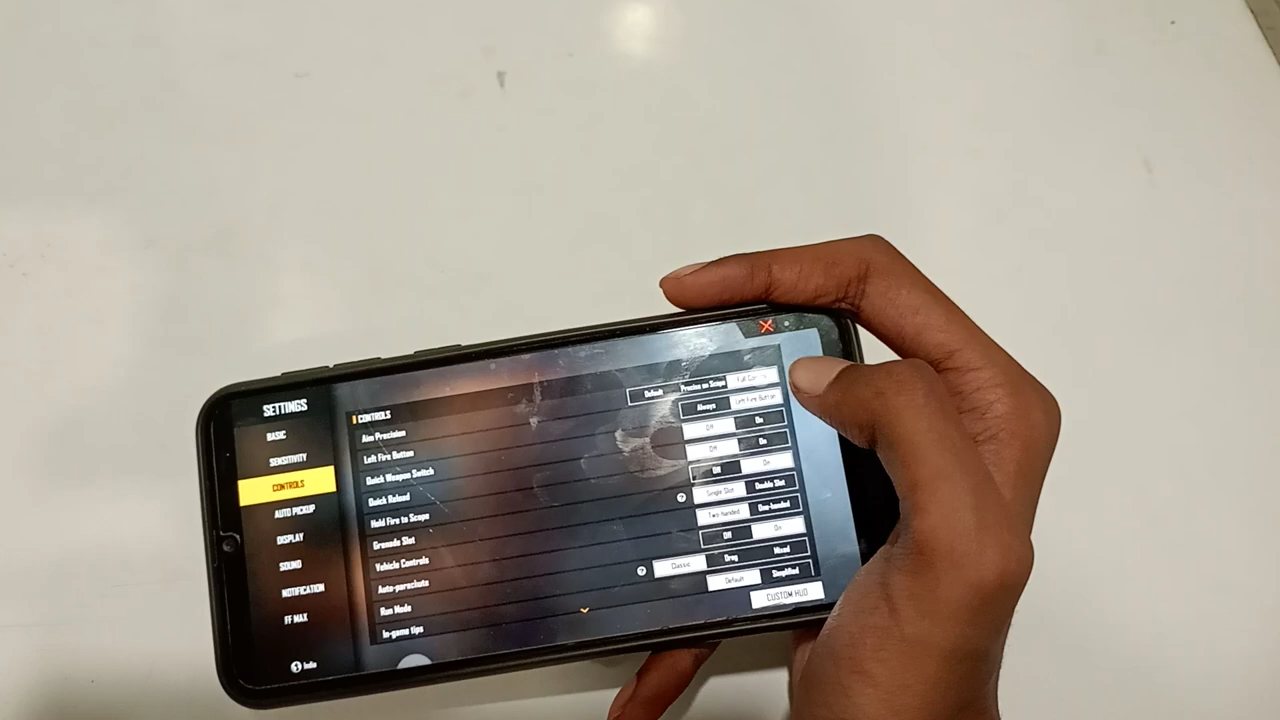 SETTINGS
BASIC
SENSITIVITY
CONTROLS
AUTO PICKUP
DISPLAY
SOUND
NOTIFICATION
FF MAX
India
CONTROLS
Aim Precision Default Precise on Scope Full Control
Left Fire Button Always Left Fire Button
Quick Weapon Switch Off On
Quick Reload Off On
Hold Fire to Scope Off On
Grenade Slot ? Single Slot Double Slot
Vehicle Controls Two-handed One-handed
Auto-parachute Off On
Run Mode ? Classic Drag Mixed
In-game tips Default Simplified
CUSTOM HUD